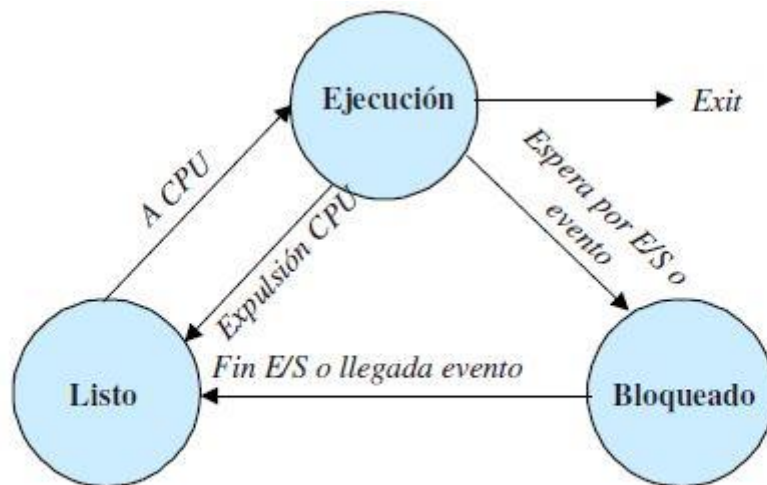 Ejecución
Exit
A CPU
Expulsión CPU
Espera por E/S o
evento
Fin E/S o llegada evento
Listo
Bloqueado